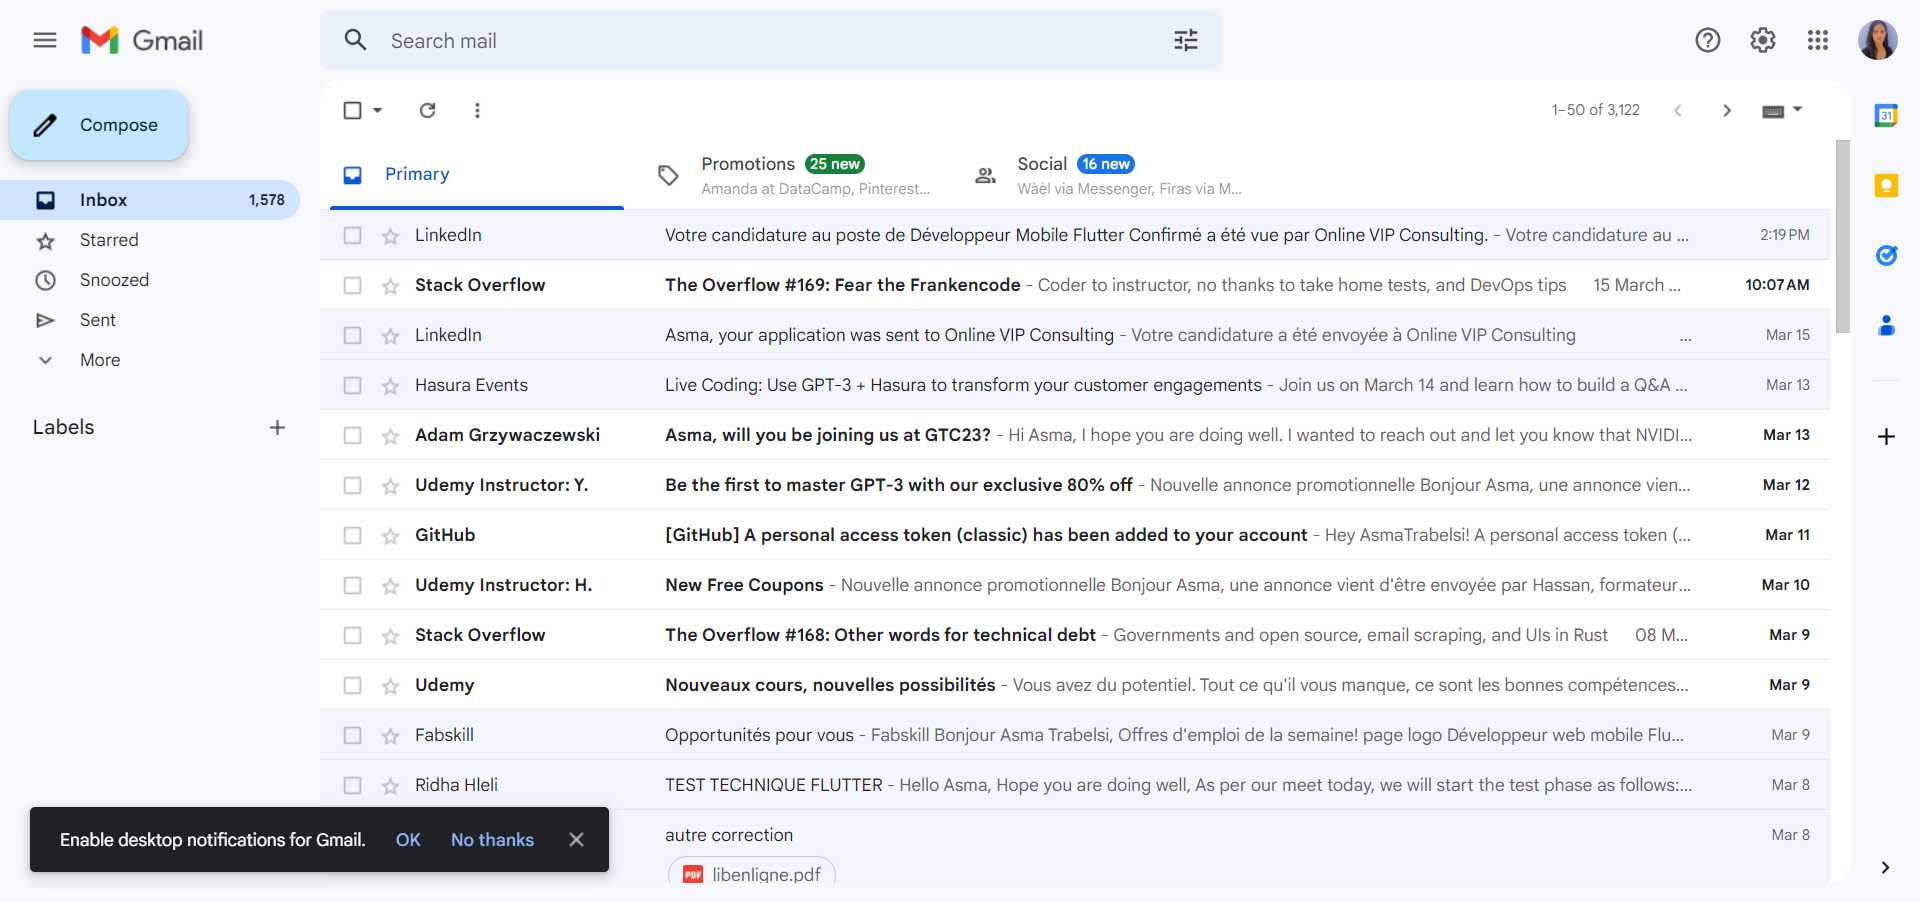 Gmail
Search mail
Compose
Inbox 1,578
Starred
Snoozed
Sent
More
Labels
1–50 of 3,122
31
Primary
Promotions 25 new
Amanda at DataCamp, Pinterest...
Social 16 new
Wàèl via Messenger, Firas via M...
LinkedIn Votre candidature au poste de Développeur Mobile Flutter Confirmé a été vue par Online VIP Consulting. - Votre candidature au ... 2:19 PM
Stack Overflow The Overflow #169: Fear the Frankencode - Coder to instructor, no thanks to take home tests, and DevOps tips 15 March ... 10:07 AM
LinkedIn Asma, your application was sent to Online VIP Consulting - Votre candidature a été envoyée à Online VIP Consulting ... Mar 15
Hasura Events Live Coding: Use GPT-3 + Hasura to transform your customer engagements - Join us on March 14 and learn how to build a Q&A ... Mar 13
Adam Grzywaczewski Asma, will you be joining us at GTC23? - Hi Asma, I hope you are doing well. I wanted to reach out and let you know that NVIDI... Mar 13
Udemy Instructor: Y. Be the first to master GPT-3 with our exclusive 80% off - Nouvelle annonce promotionnelle Bonjour Asma, une annonce vien... Mar 12
GitHub [GitHub] A personal access token (classic) has been added to your account - Hey AsmaTrabelsi! A personal access token (... Mar 11
Udemy Instructor: H. New Free Coupons - Nouvelle annonce promotionnelle Bonjour Asma, une annonce vient d'être envoyée par Hassan, formateur... Mar 10
Stack Overflow The Overflow #168: Other words for technical debt - Governments and open source, email scraping, and UIs in Rust 08 M... Mar 9
Udemy Nouveaux cours, nouvelles possibilités - Vous avez du potentiel. Tout ce qu'il vous manque, ce sont les bonnes compétences... Mar 9
Fabskill Opportunités pour vous - Fabskill Bonjour Asma Trabelsi, Offres d'emploi de la semaine! page logo Développeur web mobile Flu... Mar 9
Ridha Hleli TEST TECHNIQUE FLUTTER - Hello Asma, Hope you are doing well, As per our meet today, we will start the test phase as follows:... Mar 8
autre correction Mar 8
PDF libenligne.pdf
Enable desktop notifications for Gmail. OK No thanks